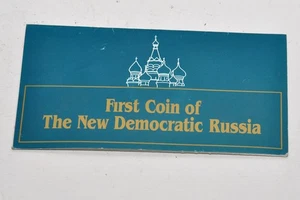 First Coin of
The New Democratic Russia